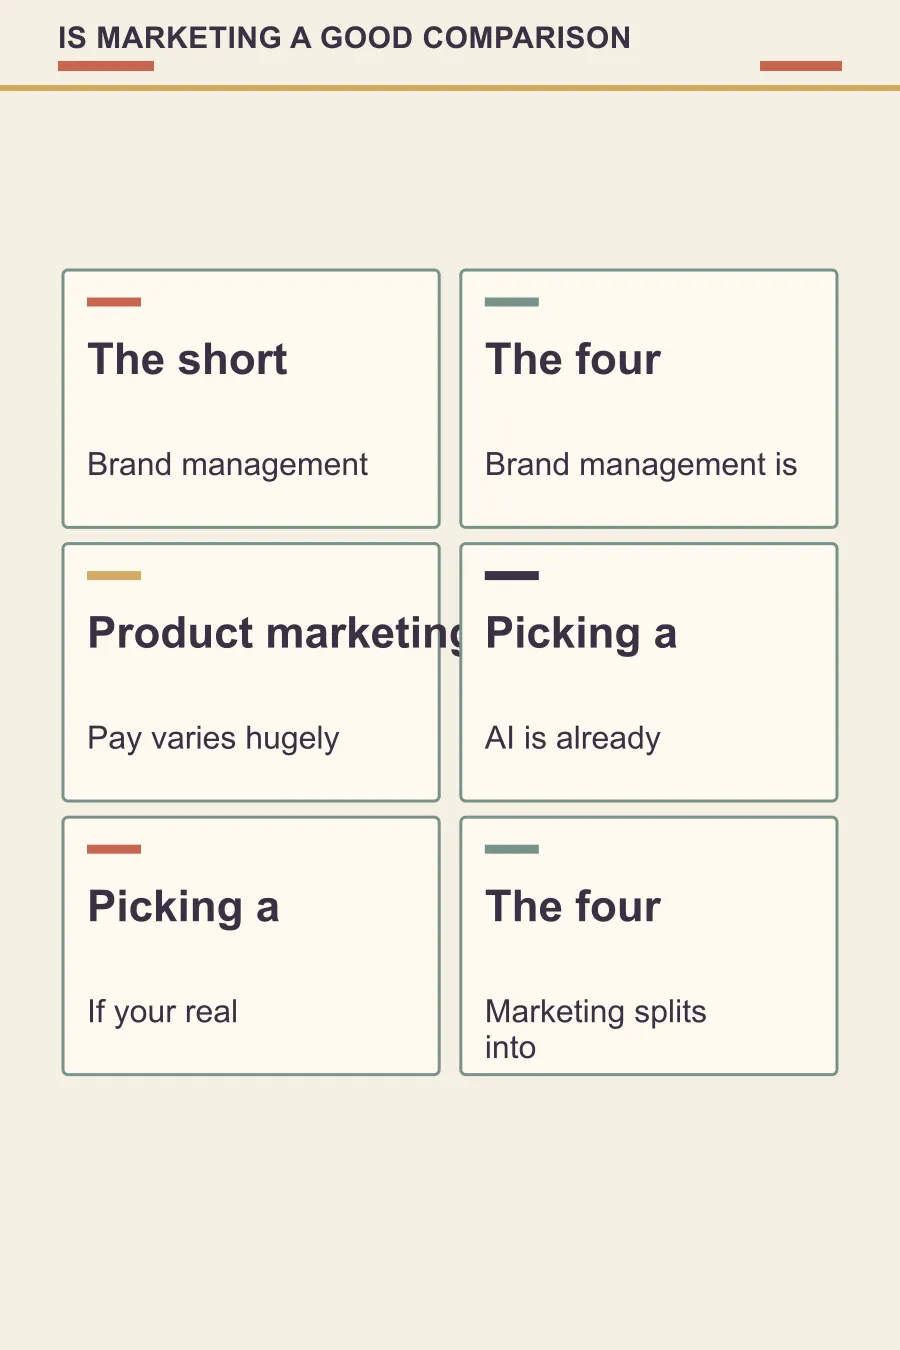 IS MARKETING A GOOD COMPARISON
The short
Brand management
The four
Brand management is
Product marketing
Pay varies hugely
Picking a
AI is already
Picking a
If your real
The four
Marketing splits
into